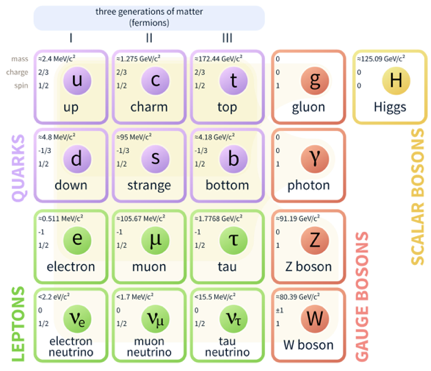 three generations of matter
(fermions)
I II III
mass
charge
spin
≈2.4 MeV/c²
2/3
1/2
u
up
≈1.275 GeV/c²
2/3
1/2
c
charm
≈172.44 GeV/c²
2/3
1/2
t
top
0
0
1
g
gluon
≈125.09 GeV/c²
0
0
H
Higgs
QUARKS
≈4.8 MeV/c²
-1/3
1/2
d
down
≈95 MeV/c²
-1/3
1/2
s
strange
≈4.18 GeV/c²
-1/3
1/2
b
bottom
0
0
1
γ
photon
SCALAR BOSONS
LEPTONS
≈0.511 MeV/c²
-1
1/2
e
electron
≈105.67 MeV/c²
-1
1/2
μ
muon
≈1.7768 GeV/c²
-1
1/2
τ
tau
≈91.19 GeV/c²
0
1
Z
Z boson
GAUGE BOSONS
<2.2 eV/c²
0
1/2
νe
electron
neutrino
<1.7 MeV/c²
0
1/2
νμ
muon
neutrino
<15.5 MeV/c²
0
1/2
ντ
tau
neutrino
≈80.39 GeV/c²
±1
1
W
W boson